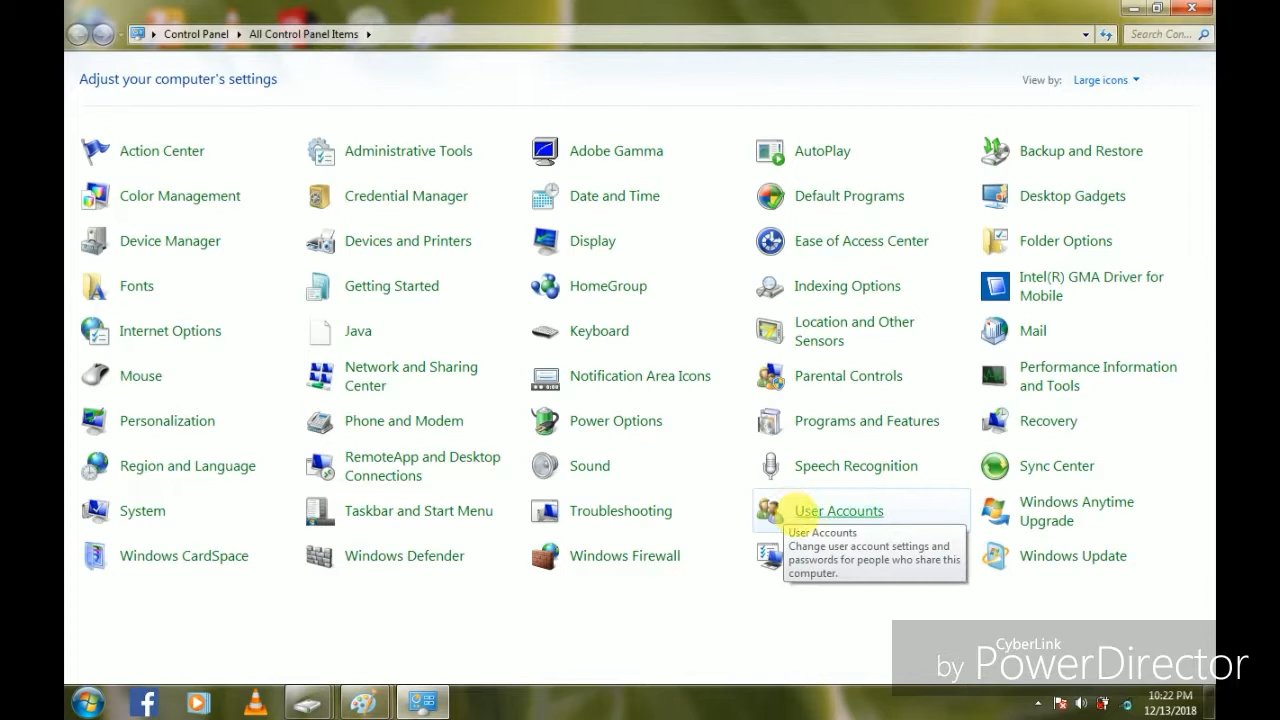 Control Panel
All Control Panel Items
Search Con...
Adjust your computer's settings
View by: Large icons
Action Center
Administrative Tools
Adobe Gamma
AutoPlay
Backup and Restore
Color Management
Credential Manager
Date and Time
Default Programs
Desktop Gadgets
Device Manager
Devices and Printers
Display
Ease of Access Center
Folder Options
Fonts
Getting Started
HomeGroup
Indexing Options
Intel(R) GMA Driver for
Mobile
Internet Options
Java
Keyboard
Location and Other
Sensors
Mail
Mouse
Network and Sharing
Center
Notification Area Icons
Parental Controls
Performance Information
and Tools
Personalization
Phone and Modem
Power Options
Programs and Features
Recovery
Region and Language
RemoteApp and Desktop
Connections
Sound
Speech Recognition
Sync Center
System
Taskbar and Start Menu
Troubleshooting
User Accounts
Windows Anytime
Upgrade
User Accounts
Change user account settings and
passwords for people who share this
computer.
Windows CardSpace
Windows Defender
Windows Firewall
Windows Update
CyberLink
by PowerDirector
10:22 PM
12/13/2018